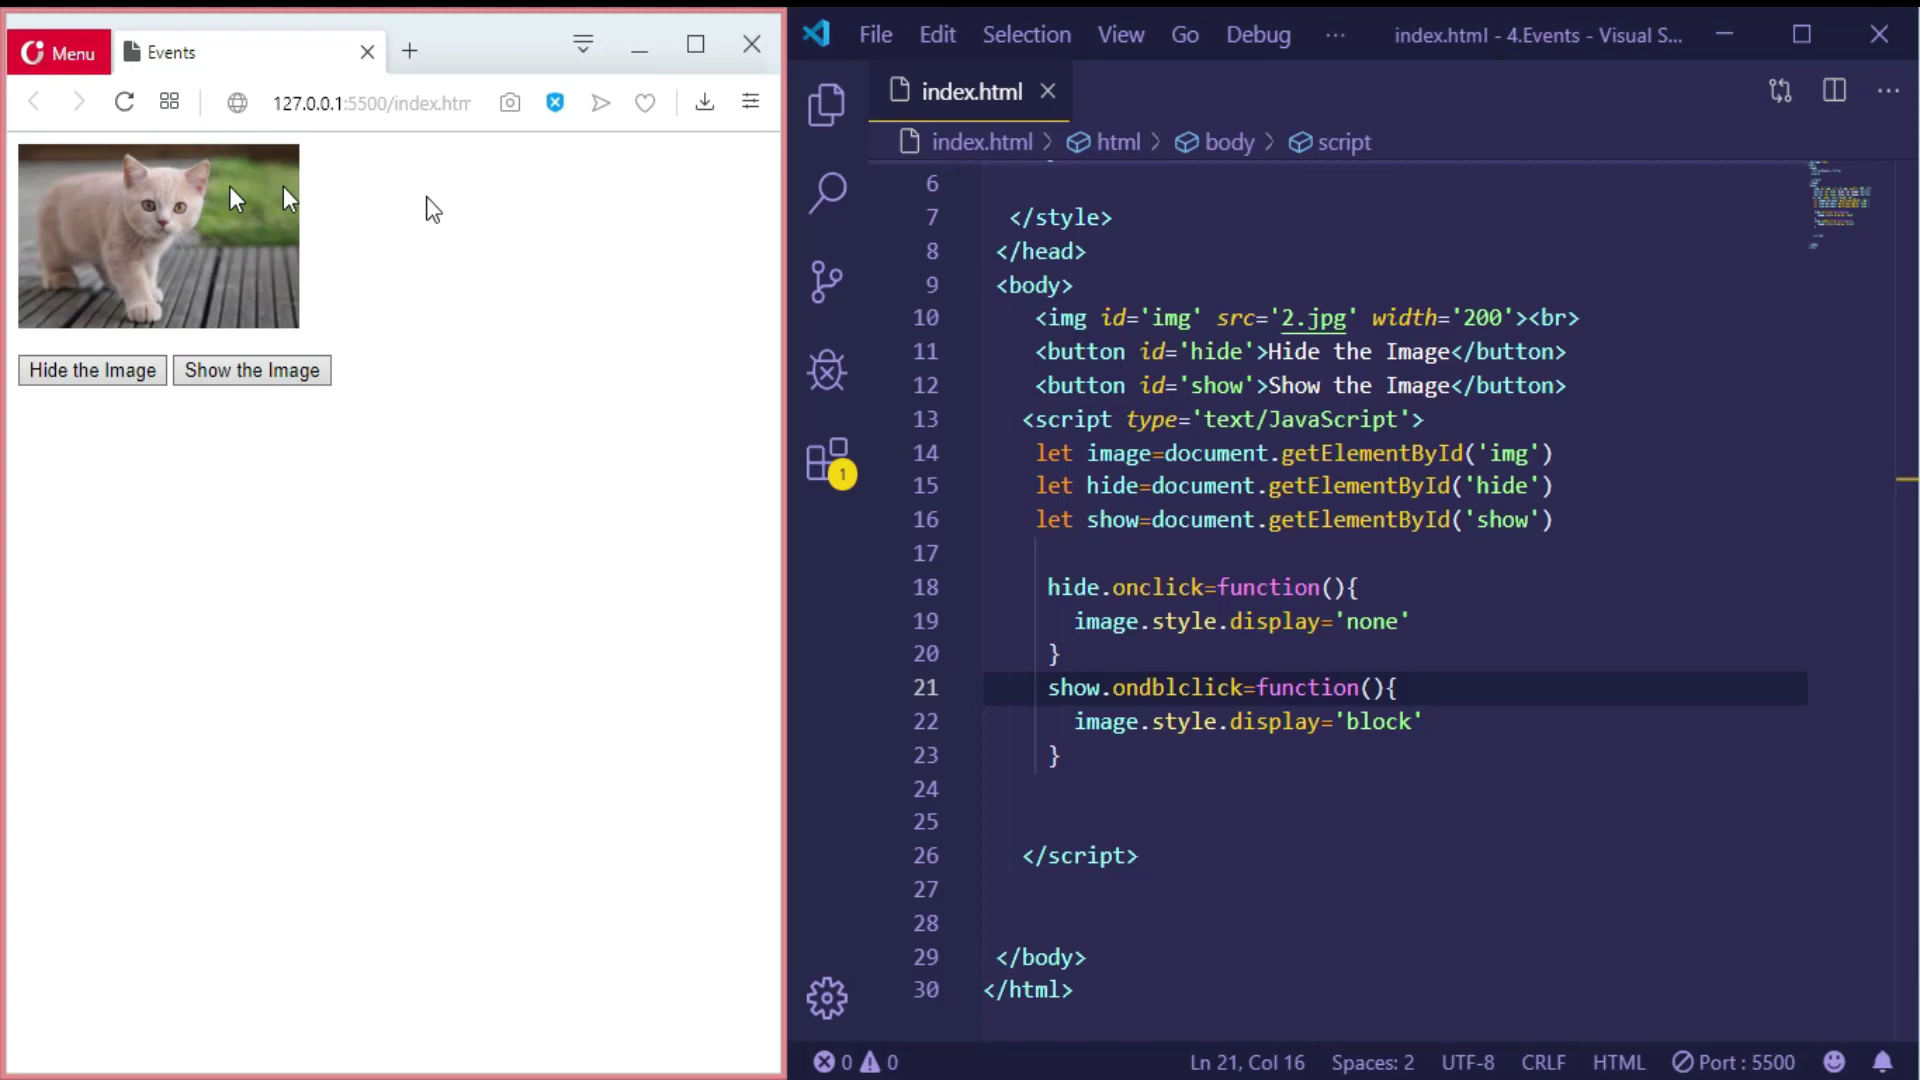 Menu
Events
127.0.0.1:5500/index.htm
Hide the Image
Show the Image
File Edit Selection View Go Debug ··· index.html - 4.Events - Visual S...
index.html
index.html > html > body > script
6
7 </style>
8 </head>
9 <body>
10 <img id='img' src='2.jpg' width='200'><br>
11 <button id='hide'>Hide the Image</button>
12 <button id='show'>Show the Image</button>
13 <script type='text/JavaScript'>
14 let image=document.getElementById('img')
15 let hide=document.getElementById('hide')
16 let show=document.getElementById('show')
17
18 hide.onclick=function(){
19 image.style.display='none'
20 }
21 show.ondblclick=function(){
22 image.style.display='block'
23 }
24
25
26 </script>
27
28
29 </body>
30 </html>
1
0 0 Ln 21, Col 16 Spaces: 2 UTF-8 CRLF HTML Port : 5500